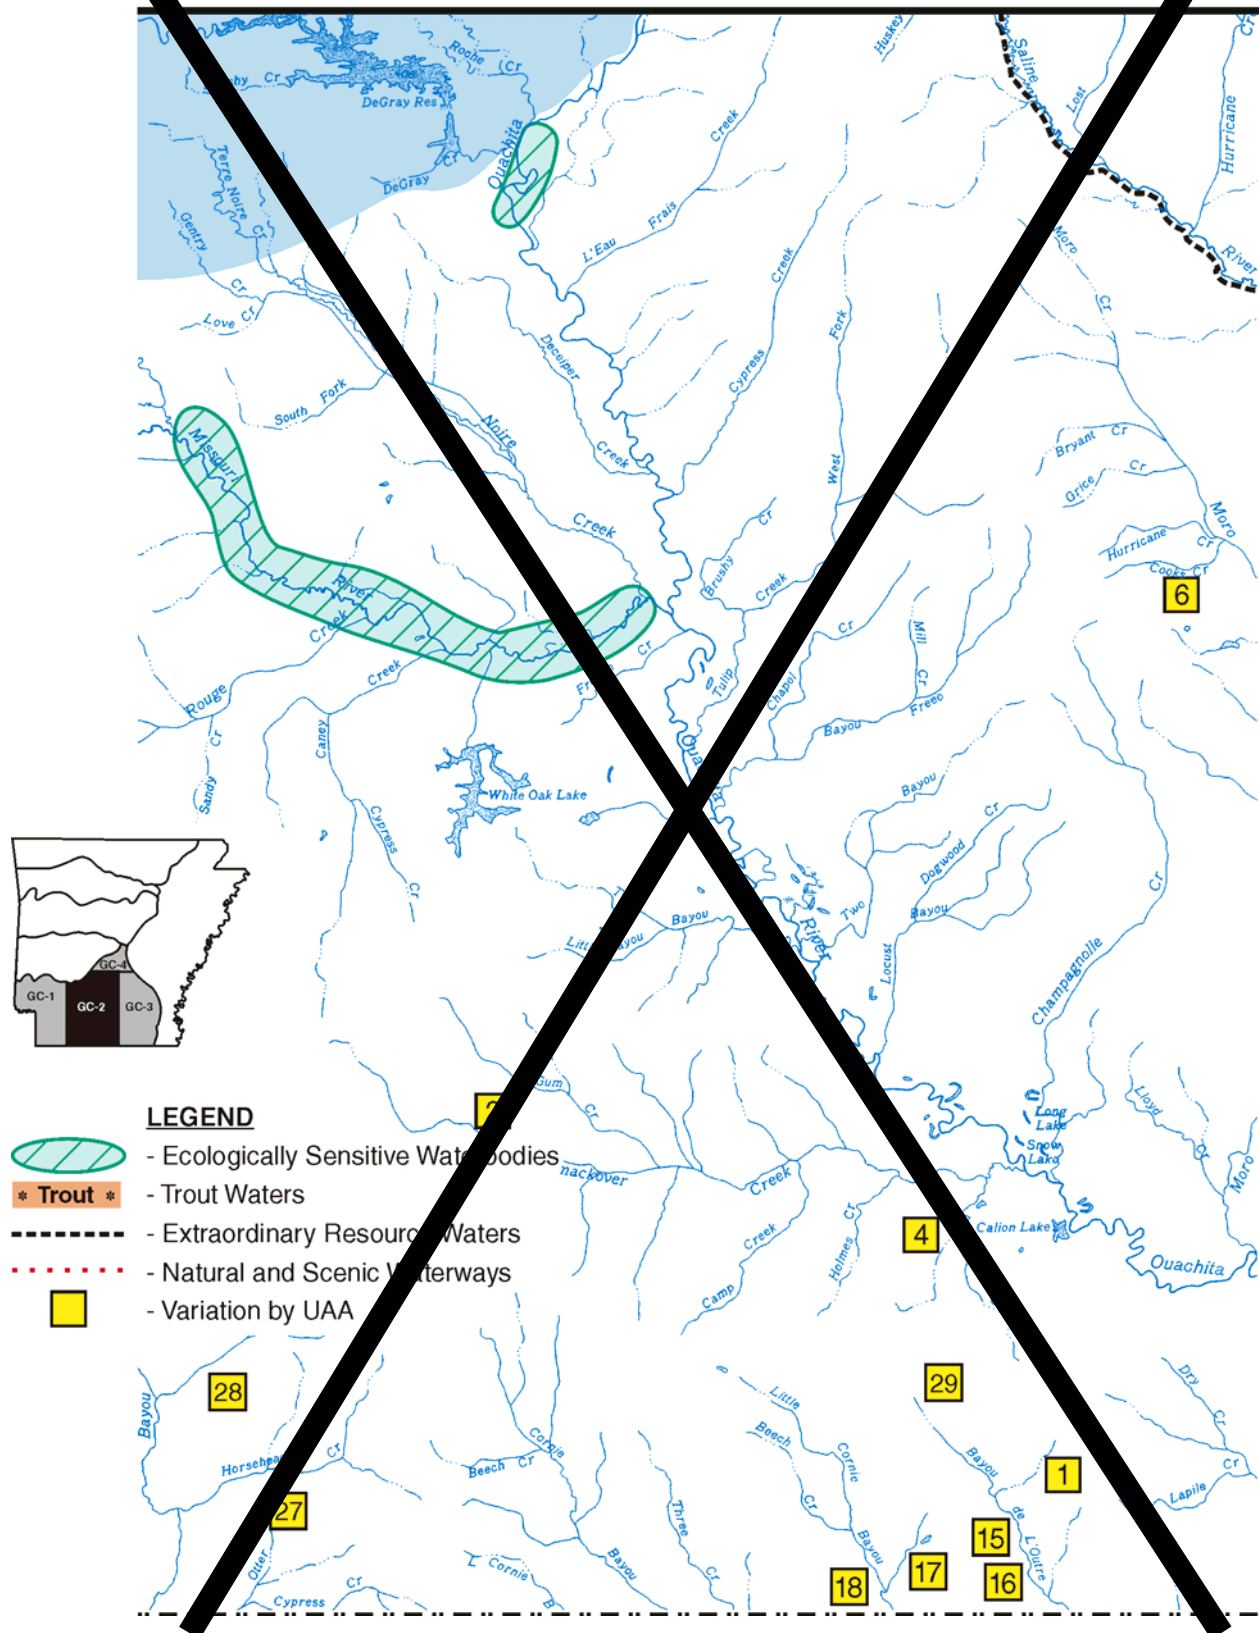 Huskey
Cr
Roche
Cr
Saline
Cr
DeGray Res
Lost
Hurricane
Ouachita
Creek
Terre Noire
Cr
Cr
DeGray
Gentry
Frais
L'Eau
Moro
River
Creek
Cr
Cr
Love Cr
Fork
Deceiper
Cypress
South Fork
Noire
Missouri
Creek
West
Bryant Cr
Cr
Grice
Moro
Creek
Cr
Hurricane
Cr
Cooks Cr
6
Brushy
Creek
River
Creek
Cr
Cr
Mill
Cr
Creek
Tulip
Chapel
Rouge
Freeo
Bayou
Cr
Caney
Sandy
White Oak Lake
Bayou
Cr
Cypress
Dogwood
Cr
Cr
Two
Bayou
Bayou
River
Locust
Champagnolle
GC-4
GC-1
GC-2
GC-3
Gum
Cr
Long
Lake
Lloyd
Cr
Snow
Lake
Moro
LEGEND
- Ecologically Sensitive Waterbodies
* Trout * - Trout Waters
- Extraordinary Resource Waters
- Natural and Scenic Waterways
- Variation by UAA
Creek
Cr
Creek
Holmes
Camp
4
Calion Lake
Ouachita
28
29
Bayou
Little
Dry
Cr
Beech
Cornie
Cornie
Cr
Beech Cr
Bayou
1
Cr
Lapile
27
Cr
Three
Cr
de
L'Outre
15
Bayou
Bayou
Otter
Cornie
17
16
18
Cr
Cypress
B